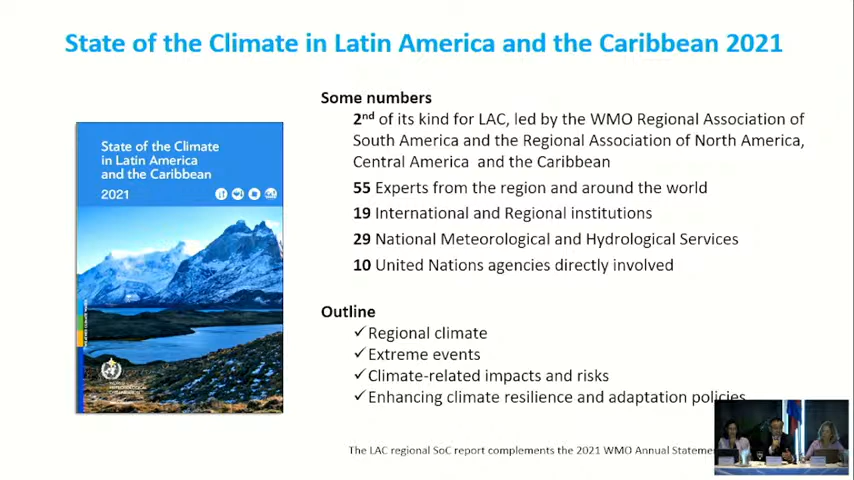 State of the Climate in Latin America and the Caribbean 2021
State of the Climate
in Latin America
and the Caribbean
2021
Some numbers
2nd of its kind for LAC, led by the WMO Regional Association of
South America and the Regional Association of North America,
Central America and the Caribbean
55 Experts from the region and around the world
19 International and Regional institutions
29 National Meteorological and Hydrological Services
10 United Nations agencies directly involved
Outline
✓Regional climate
✓Extreme events
✓Climate-related impacts and risks
✓Enhancing climate resilience and adaptation policies
The LAC regional SoC report complements the 2021 WMO Annual